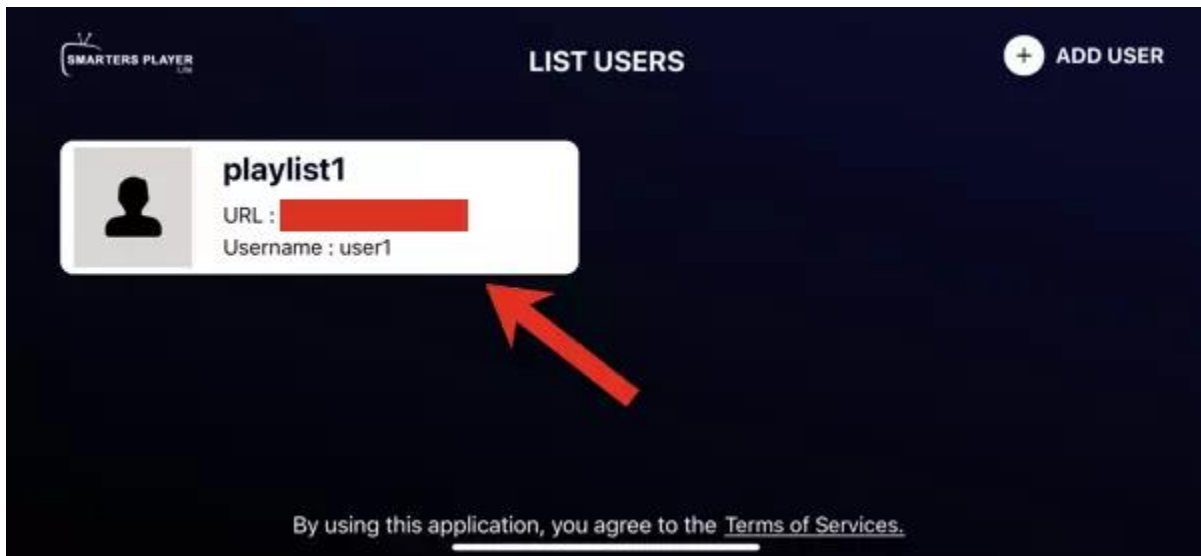 SMARTERS PLAYER
LITE
LIST USERS
+ ADD USER
playlist1
URL :
Username : user1
By using this application, you agree to the Terms of Services.